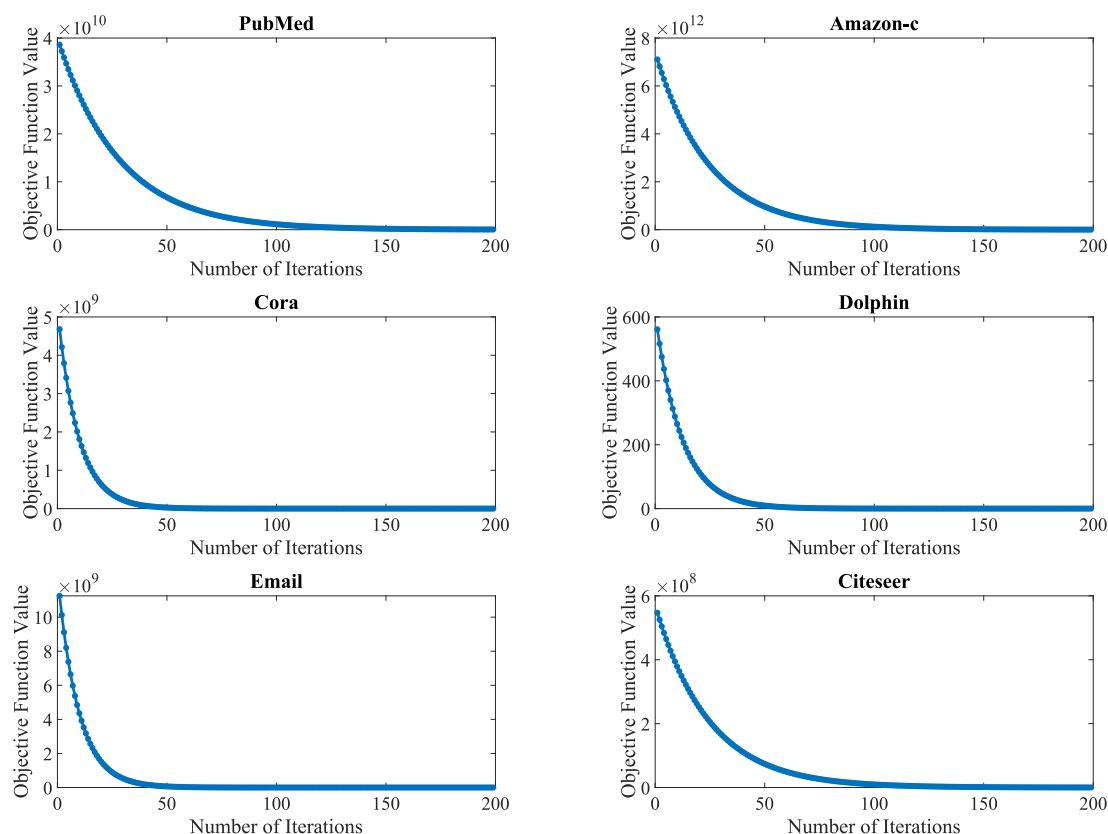 PubMed
×10^10
Objective Function Value
4
3
2
1
0
0 50 100 150 200
Number of Iterations
Amazon-c
×10^12
Objective Function Value
8
6
4
2
0
0 50 100 150 200
Number of Iterations
Cora
×10^9
Objective Function Value
5
4
3
2
1
0
0 50 100 150 200
Number of Iterations
Dolphin
Objective Function Value
600
400
200
0
0 50 100 150 200
Number of Iterations
Email
×10^9
Objective Function Value
10
8
6
4
2
0
0 50 100 150 200
Number of Iterations
Citeseer
×10^8
Objective Function Value
6
4
2
0
0 50 100 150 200
Number of Iterations